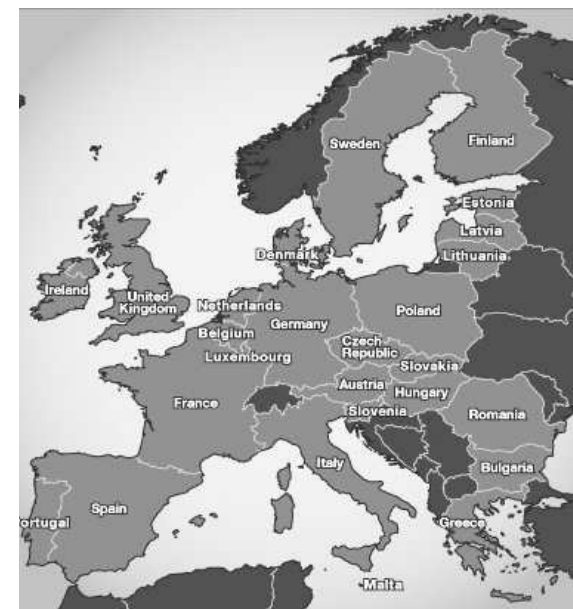 Sweden
Finland
Estonia
Latvia
Lithuania
Denmark
Ireland
United
Kingdom
Netherlands
Belgium
Luxembourg
Germany
Poland
Czech
Republic
Slovakia
Austria
Hungary
Slovenia
France
Romania
Italy
Bulgaria
Spain
ortugal
Greece
Malta